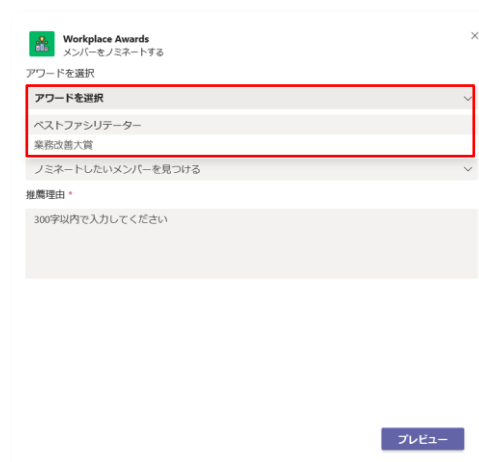 Workplace Awards
メンバーをノミネートする
アワードを選択
アワードを選択
ベストファシリテーター
業務改善大賞
ノミネートしたいメンバーを見つける
推薦理由 *
300字以内で入力してください
プレビュー